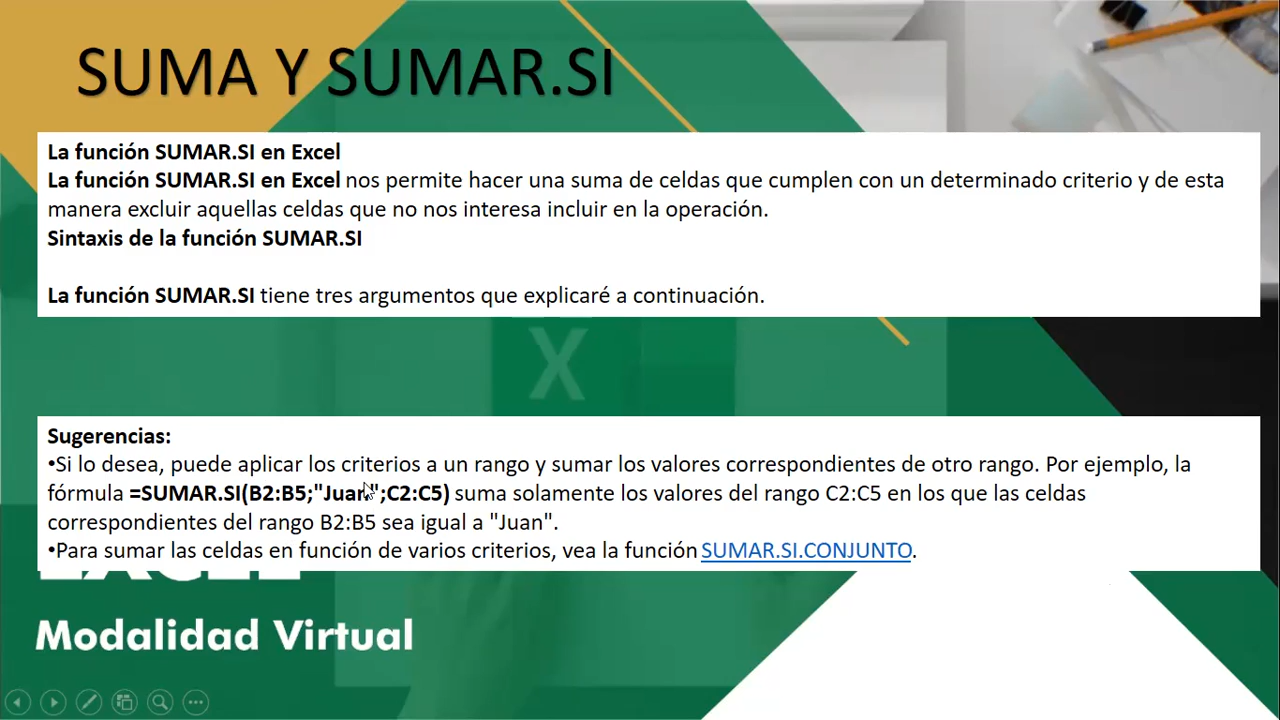 SUMA Y SUMAR.SI
La función SUMAR.SI en Excel
La función SUMAR.SI en Excel nos permite hacer una suma de celdas que cumplen con un determinado criterio y de esta
manera excluir aquellas celdas que no nos interesa incluir en la operación.
Sintaxis de la función SUMAR.SI
La función SUMAR.SI tiene tres argumentos que explicaré a continuación.
X
Sugerencias:
•Si lo desea, puede aplicar los criterios a un rango y sumar los valores correspondientes de otro rango. Por ejemplo, la
fórmula =SUMAR.SI(B2:B5;"Juan";C2:C5) suma solamente los valores del rango C2:C5 en los que las celdas
correspondientes del rango B2:B5 sea igual a "Juan".
•Para sumar las celdas en función de varios criterios, vea la función SUMAR.SI.CONJUNTO.
Modalidad Virtual